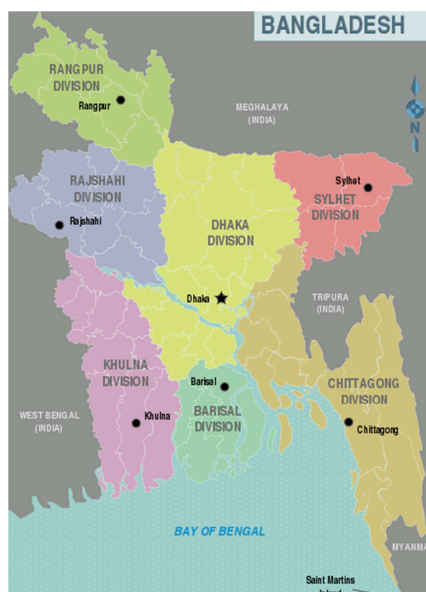 BANGLADESH
RANGPUR
DIVISION
Rangpur
MEGHALAYA
(INDIA)
N
RAJSHAHI
DIVISION
Rajshahi
Sylhet
SYLHET
DIVISION
DHAKA
DIVISION
Dhaka
TRIPURA
(INDIA)
KHULNA
DIVISION
Khulna
Barisal
BARISAL
DIVISION
CHITTAGONG
DIVISION
Chittagong
WEST BENGAL
(INDIA)
BAY OF BENGAL
MYANMA
Saint Martins